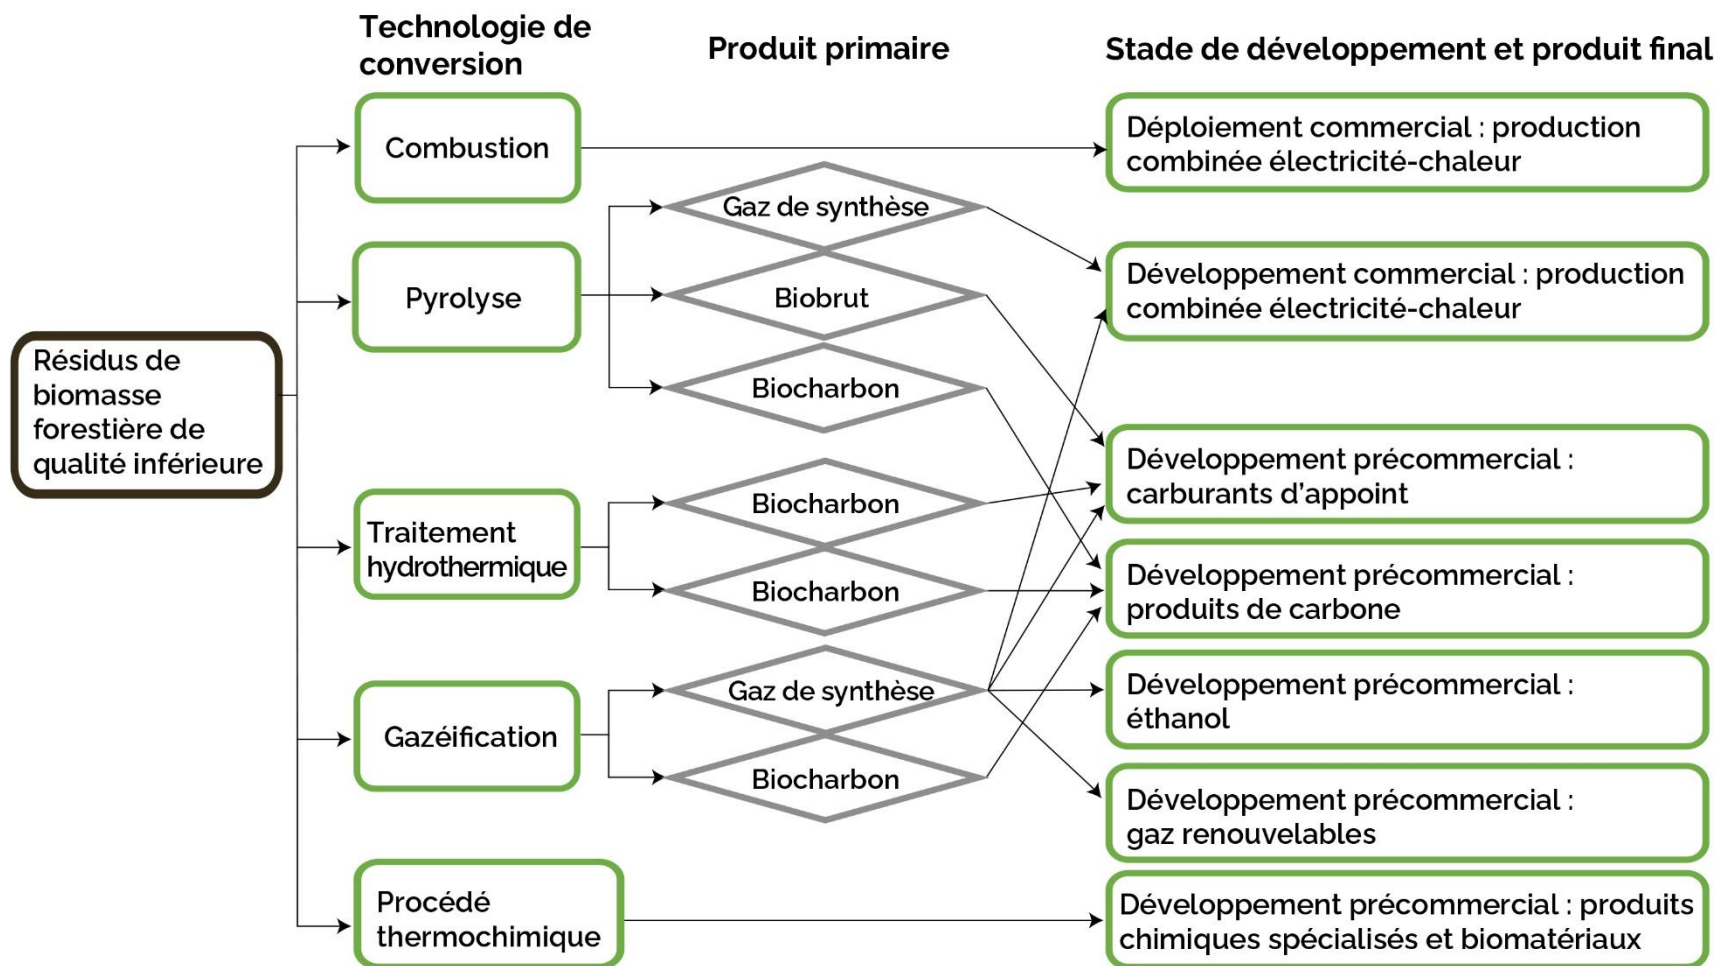 Technologie de
conversion
Produit primaire
Stade de développement et produit final
Résidus de
biomasse
forestière de
qualité inférieure
Combustion
Déploiement commercial : production
combinée électricité-chaleur
Pyrolyse
Gaz de synthèse
Biobrut
Biocharbon
Développement commercial : production
combinée électricité-chaleur
Traitement
hydrothermique
Biocharbon
Biocharbon
Développement précommercial :
carburants d’appoint
Développement précommercial :
produits de carbone
Gazéification
Gaz de synthèse
Biocharbon
Développement précommercial :
éthanol
Développement précommercial :
gaz renouvelables
Procédé
thermochimique
Développement précommercial : produits
chimiques spécialisés et biomatériaux